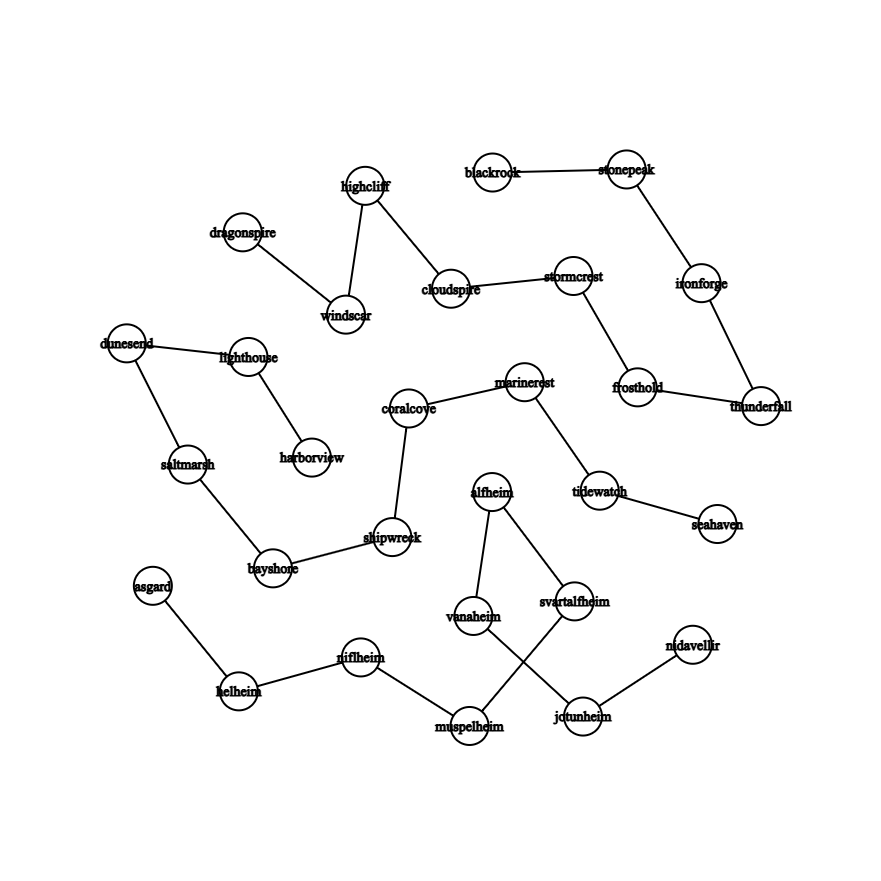 blackrock
stonepeak
highcliff
dragonspire
stormcrest
ironforge
cloudspire
windscar
dunesend
lighthouse
marinerest
frosthold
thunderfall
coralcove
harborview
saltmarsh
alfheim
tidewatch
seahaven
shipwreck
bayshore
asgard
svartalfheim
vanaheim
nidavellir
niflheim
helheim
jotunheim
muspelheim